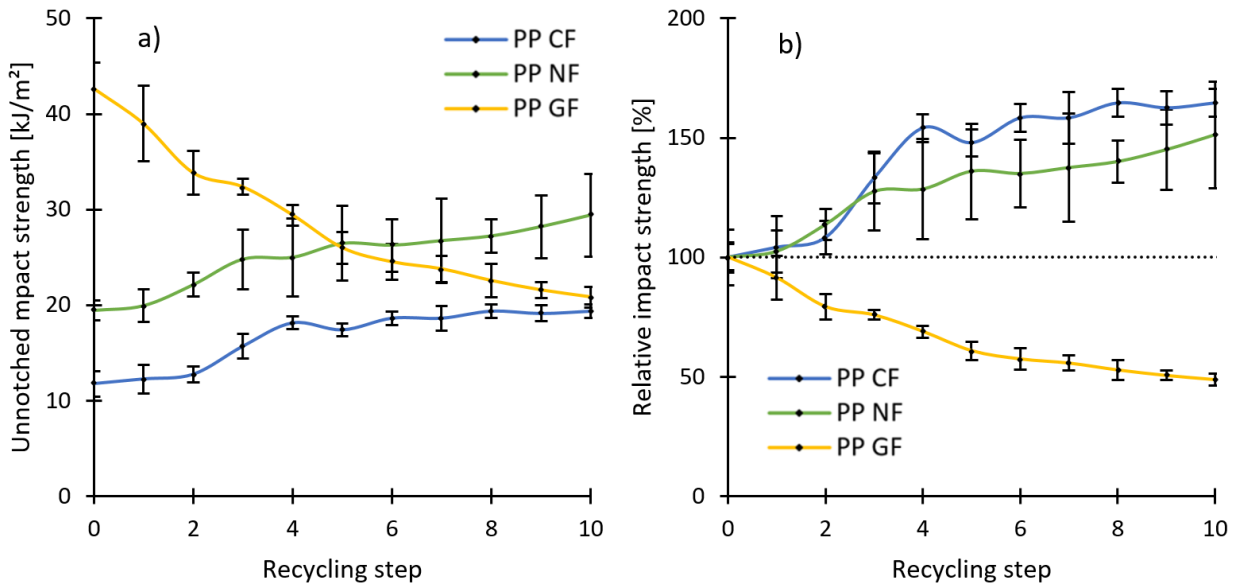 a)
PP CF
PP NF
PP GF
Unnotched impact strength [kJ/m²]
50
40
30
20
10
0
0 2 4 6 8 10
Recycling step
b)
PP CF
PP NF
PP GF
Relative impact strength [%]
200
150
100
50
0
0 2 4 6 8 10
Recycling step